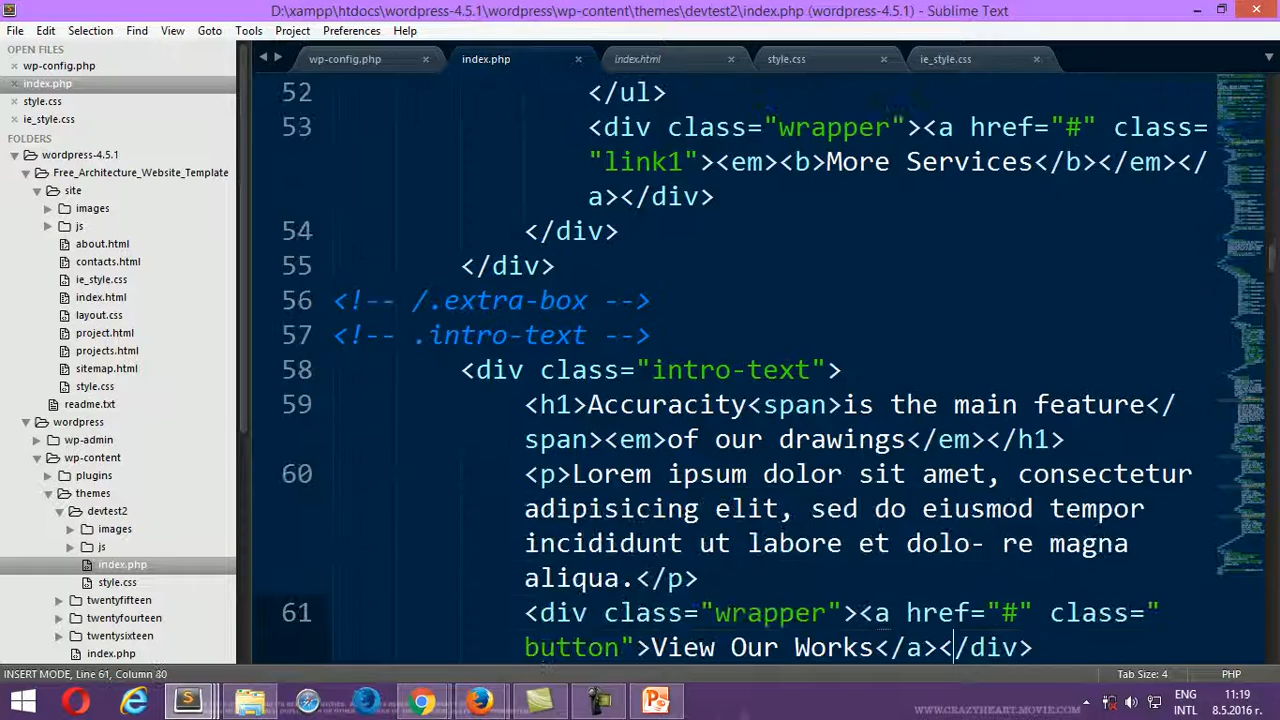 D:\xampp\htdocs\wordpress-4.5.1\wordpress\wp-content\themes\devtest2\index.php (wordpress-4.5.1) - Sublime Text
File Edit Selection Find View Goto Tools Project Preferences Help
OPEN FILES
wp-config.php
index.php
style.css
ie_style.css
FOLDERS
wordpress-4.5.1
Free_Architecture_Website_Template
site
images
js
about.html
contacts.html
ie_style.css
index.html
layout.css
project.html
projects.html
sitemap.html
style.css
readme.txt
wordpress
wp-admin
wp-content
plugins
themes
devtest2
images
js
index.php
style.css
twentyfifteen
twentyfourteen
twentysixteen
index.php
wp-config.php index.php index.html style.css ie_style.css
52 </ul>
53 <div class="wrapper"><a href="#" class=
"link1"><em><b>More Services</b></em></
a></div>
54 </div>
55 </div>
56 <!-- /.extra-box -->
57 <!-- .intro-text -->
58 <div class="intro-text">
59 <h1>Accuracity<span>is the main feature</
span><em>of our drawings</em></h1>
60 <p>Lorem ipsum dolor sit amet, consectetur
adipisicing elit, sed do eiusmod tempor
incididunt ut labore et dolo- re magna
aliqua.</p>
61 <div class="wrapper"><a href="#" class="
button">View Our Works</a></div>
INSERT MODE, Line 61, Column 80 Tab Size: 4 PHP
ENG
INTL
11:19
8.5.2016 г.
WWW.CRAZYHEART.MOVIE.COM